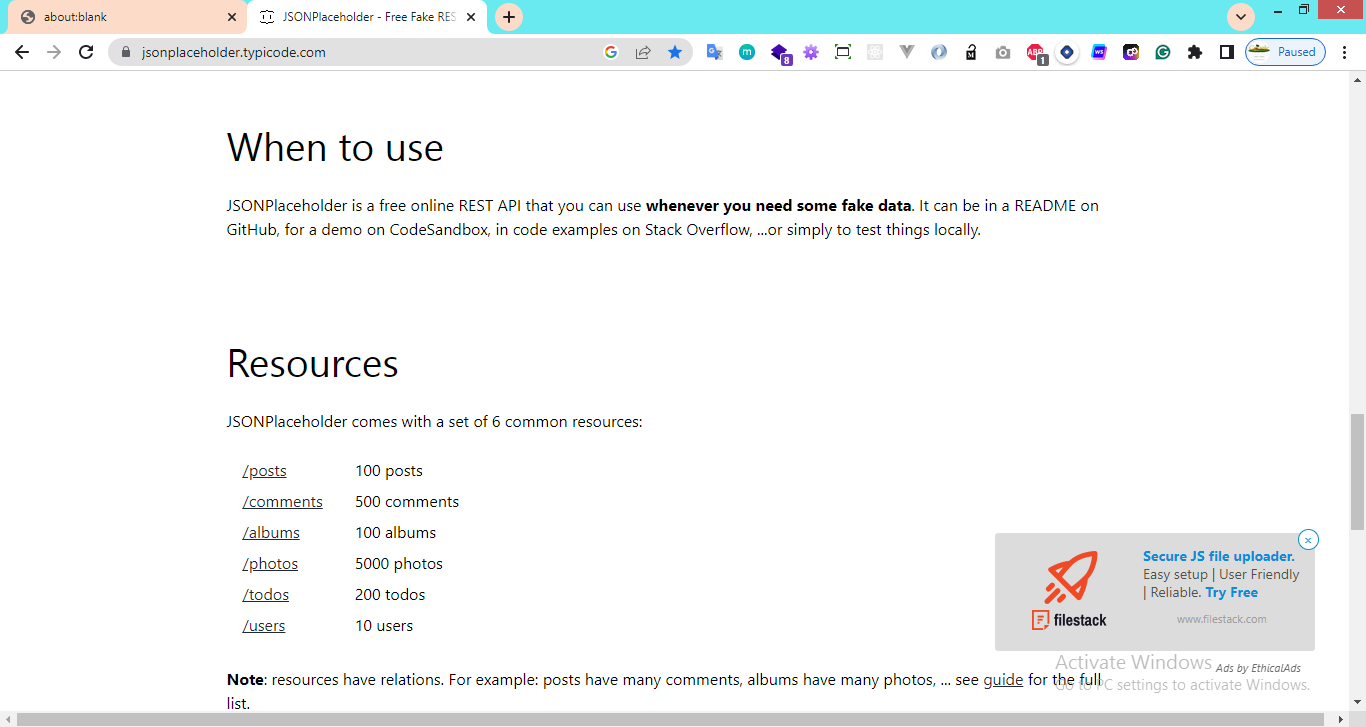 about:blank
JSONPlaceholder - Free Fake RES
jsonplaceholder.typicode.com
m
8
M
ABP
1
WS
G
Paused
When to use
JSONPlaceholder is a free online REST API that you can use whenever you need some fake data. It can be in a README on
GitHub, for a demo on CodeSandbox, in code examples on Stack Overflow, ...or simply to test things locally.
Resources
JSONPlaceholder comes with a set of 6 common resources:
/posts 100 posts
/comments 500 comments
/albums 100 albums
/photos 5000 photos
/todos 200 todos
/users 10 users
Secure JS file uploader.
Easy setup | User Friendly
| Reliable. Try Free
filestack
www.filestack.com
Activate Windows
Ads by EthicalAds
Go to PC settings to activate Windows.
Note: resources have relations. For example: posts have many comments, albums have many photos, ... see guide for the full
list.